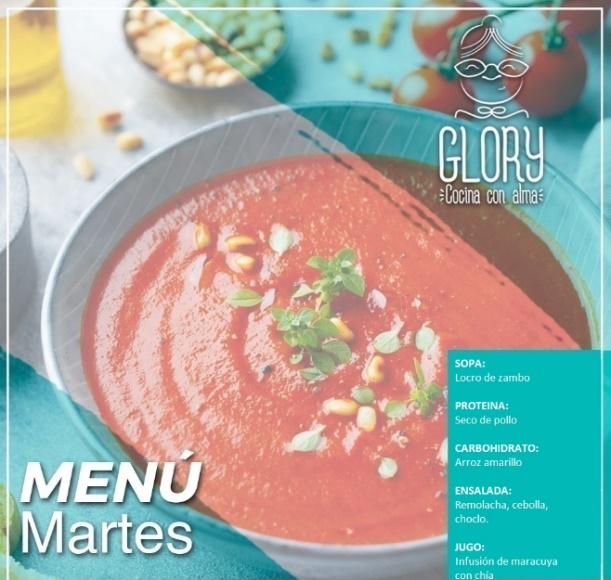 GLORY
Cocina con alma
SOPA:
Locro de zambo
PROTEINA:
Seco de pollo
CARBOHIDRATO:
Arroz amarillo
ENSALADA:
Remolacha, cebolla,
choclo.
JUGO:
Infusión de maracuya
con chía
MENÚ
Martes